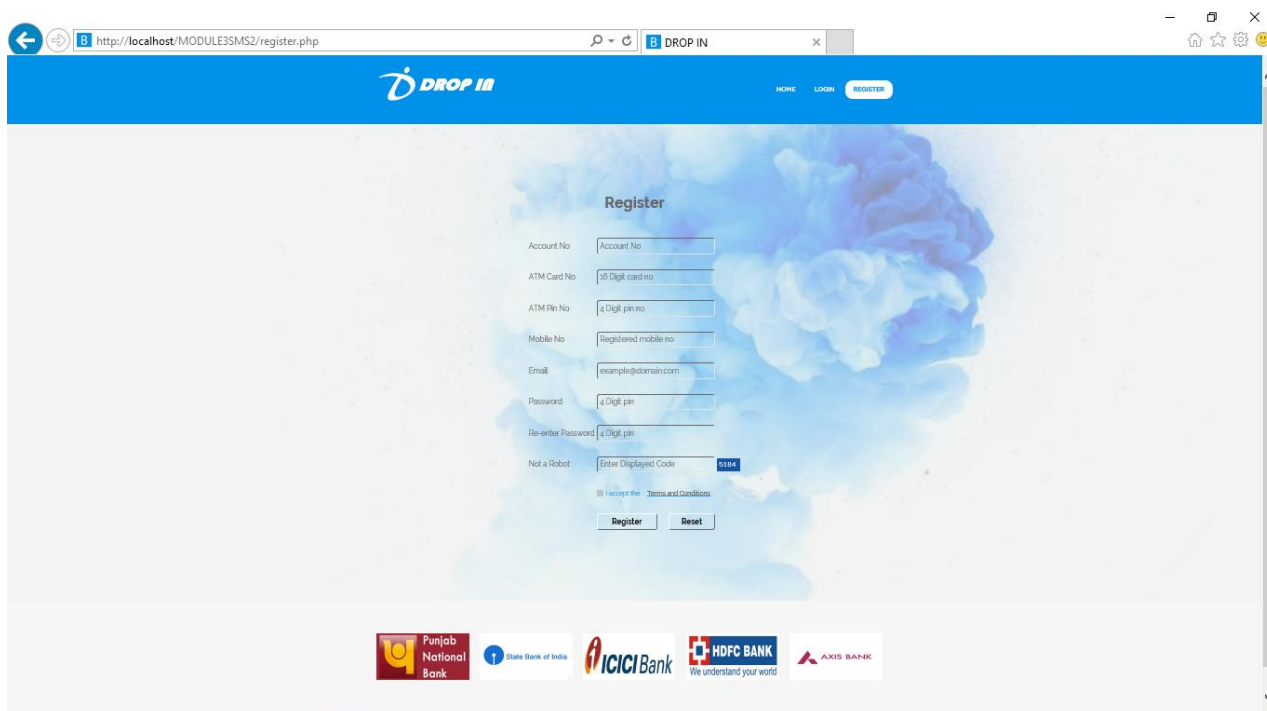 http://localhost/MODULE3SMS2/register.php
B DROP IN
DROP IN
HOME LOGIN REGISTER
Register
Account No Account No
ATM Card No 16 Digit card no
ATM Pin No 4 Digit pin no
Mobile No Registered mobile no
Email example@domain.com
Password 4 Digit pin
Re-enter Password 4 Digit pin
Not a Robot Enter Displayed Code 5184
I accept the Terms and Conditions
Register Reset
Punjab
National
Bank
State Bank of India
ICICI Bank
HDFC BANK
We understand your world
AXIS BANK